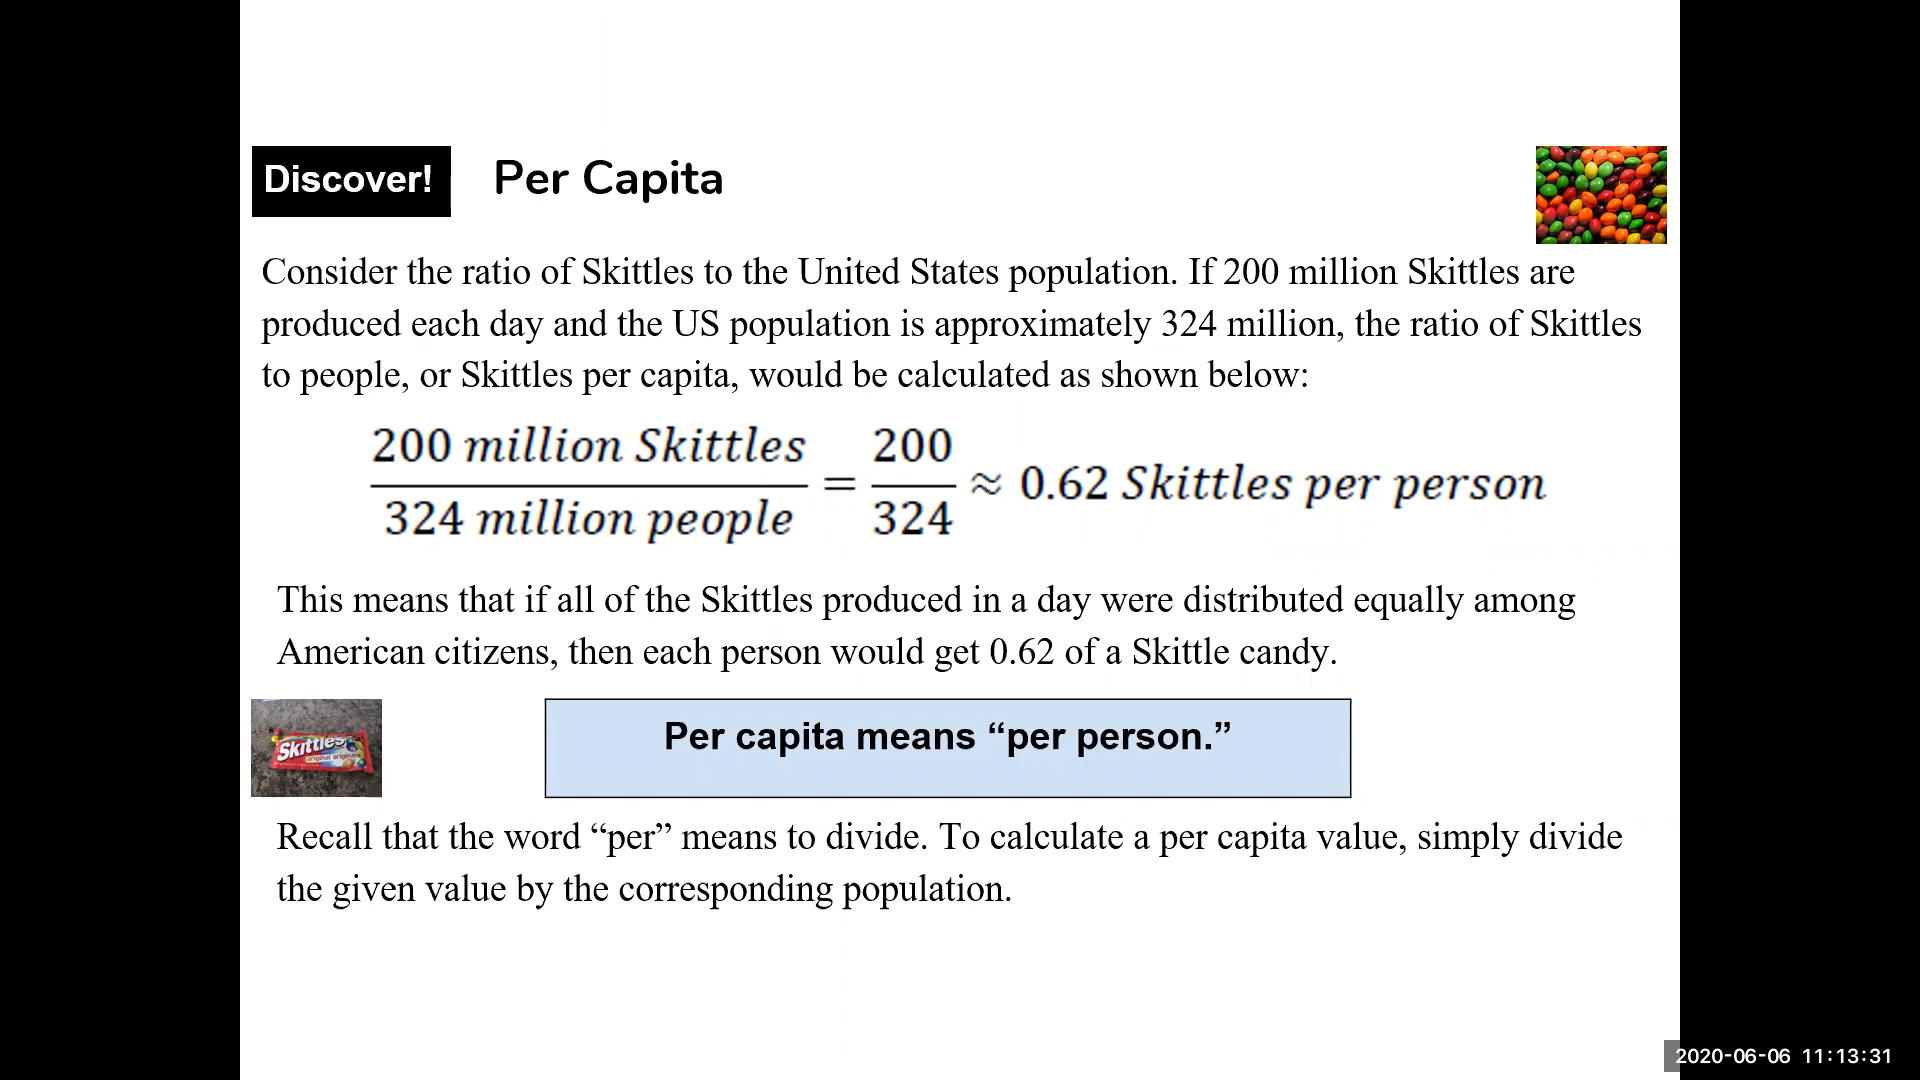 Discover! Per Capita
Consider the ratio of Skittles to the United States population. If 200 million Skittles are
produced each day and the US population is approximately 324 million, the ratio of Skittles
to people, or Skittles per capita, would be calculated as shown below:
200 million Skittles / 324 million people = 200 / 324 ≈ 0.62 Skittles per person
This means that if all of the Skittles produced in a day were distributed equally among
American citizens, then each person would get 0.62 of a Skittle candy.
Skittles
original
Per capita means “per person.”
Recall that the word “per” means to divide. To calculate a per capita value, simply divide
the given value by the corresponding population.
2020-06-06 11:13:31